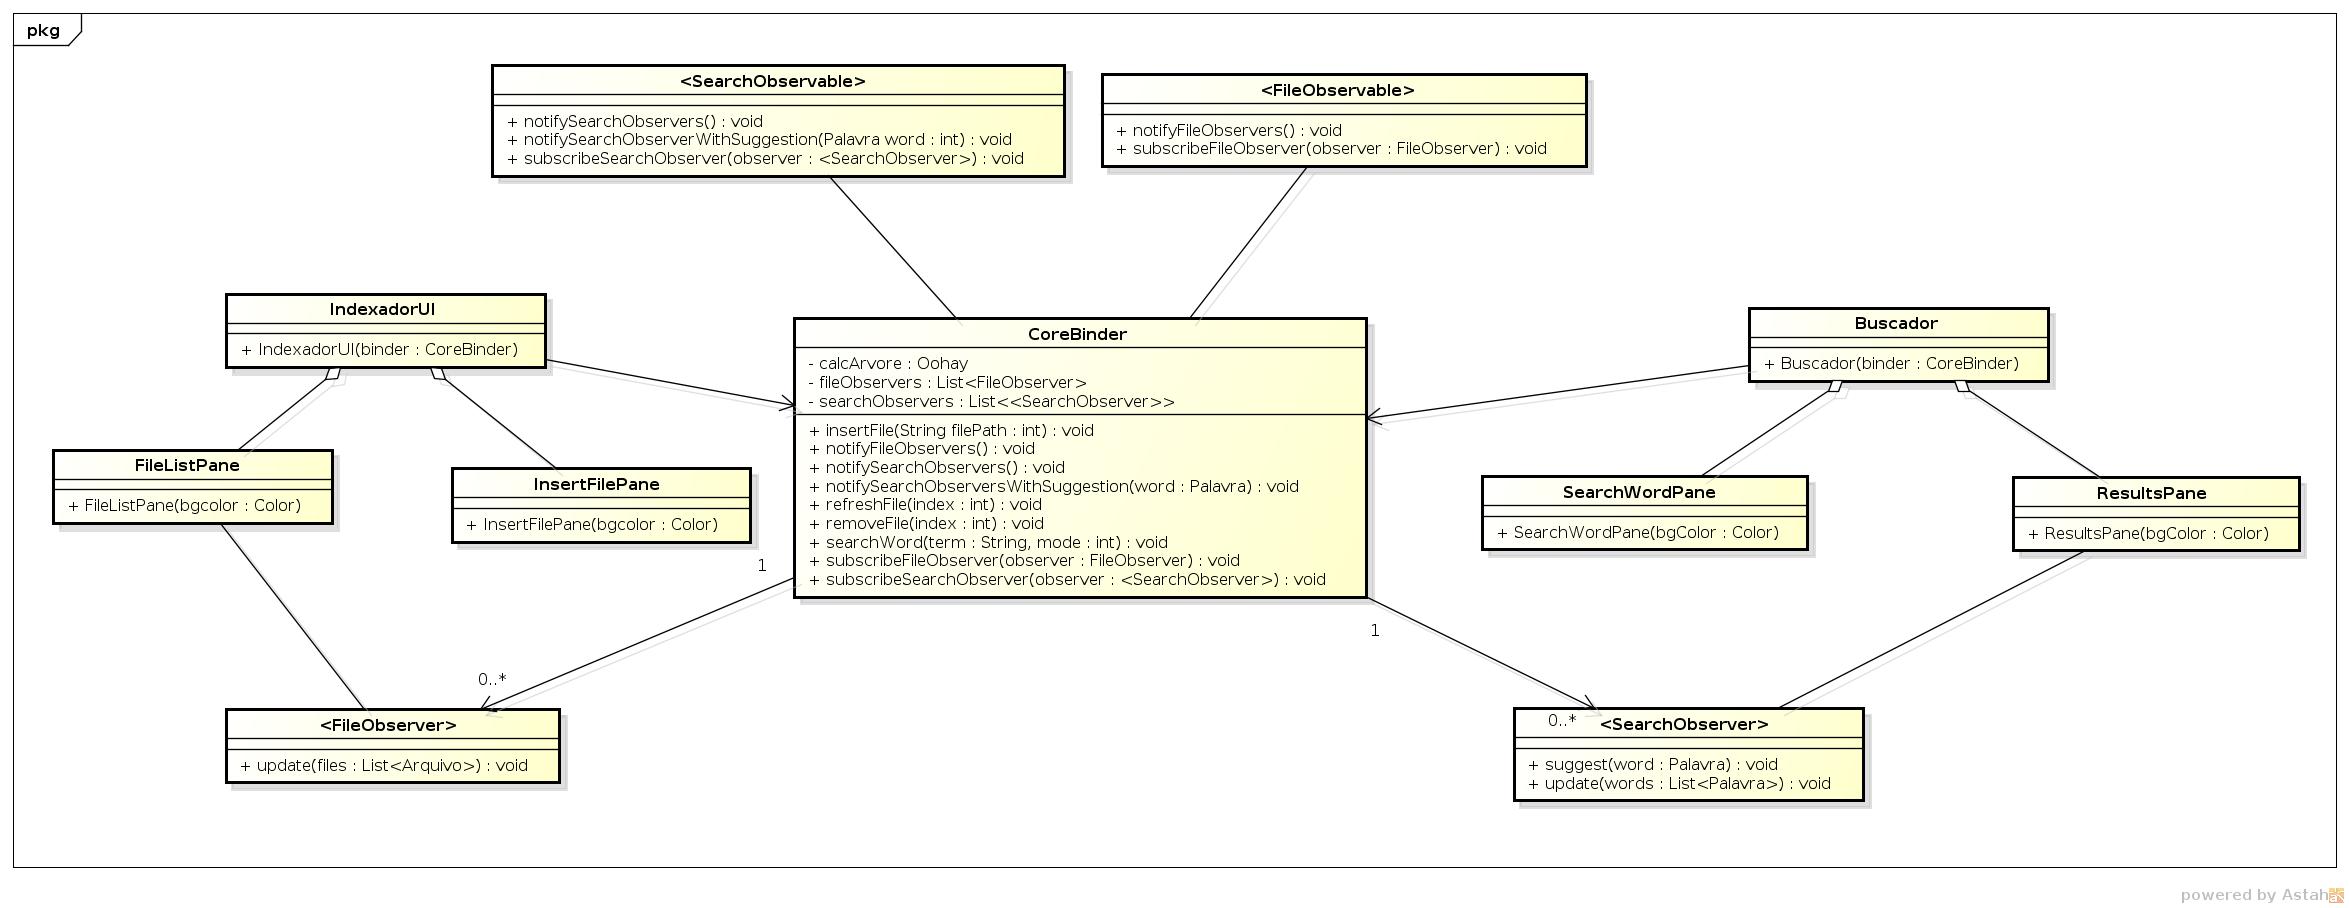 pkg
<SearchObservable>
+ notifySearchObservers() : void
+ notifySearchObserverWithSuggestion(Palavra word : int) : void
+ subscribeSearchObserver(observer : <SearchObserver>) : void
<FileObservable>
+ notifyFileObservers() : void
+ subscribeFileObserver(observer : FileObserver) : void
IndexadorUI
+ IndexadorUI(binder : CoreBinder)
CoreBinder
- calcArvore : Oohay
- fileObservers : List<FileObserver>
- searchObservers : List<<SearchObserver>>
+ insertFile(String filePath : int) : void
+ notifyFileObservers() : void
+ notifySearchObservers() : void
+ notifySearchObserversWithSuggestion(word : Palavra) : void
+ refreshFile(index : int) : void
+ removeFile(index : int) : void
+ searchWord(term : String, mode : int) : void
+ subscribeFileObserver(observer : FileObserver) : void
+ subscribeSearchObserver(observer : <SearchObserver>) : void
Buscador
+ Buscador(binder : CoreBinder)
FileListPane
+ FileListPane(bgcolor : Color)
InsertFilePane
+ InsertFilePane(bgcolor : Color)
SearchWordPane
+ SearchWordPane(bgColor : Color)
ResultsPane
+ ResultsPane(bgColor : Color)
1
0..*
1
0..*
<FileObserver>
+ update(files : List<Arquivo>) : void
<SearchObserver>
+ suggest(word : Palavra) : void
+ update(words : List<Palavra>) : void
powered by Astah